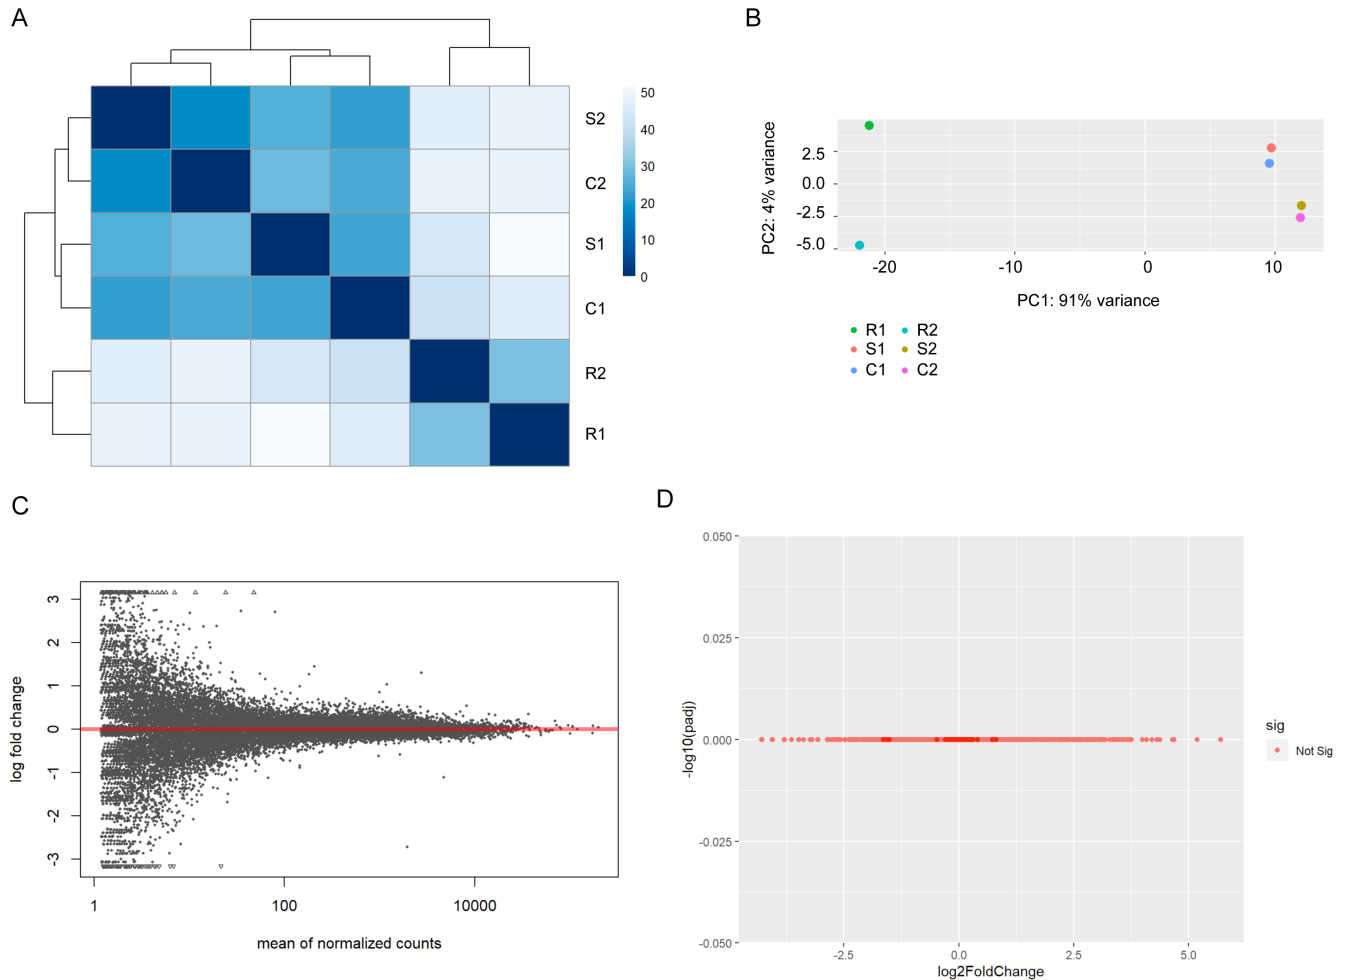 A
B
50
40
30
20
10
0
S2
C2
S1
C1
R2
R1
PC2: 4% variance
2.5
0.0
-2.5
-5.0
-20
-10
0
10
PC1: 91% variance
R1 R2
S1 S2
C1 C2
C
D
log fold change
3
2
1
0
-1
-2
-3
1
100
10000
mean of normalized counts
-log10(padj)
0.050
0.025
0.000
-0.025
-0.050
-2.5
0.0
2.5
5.0
log2FoldChange
sig
Not Sig